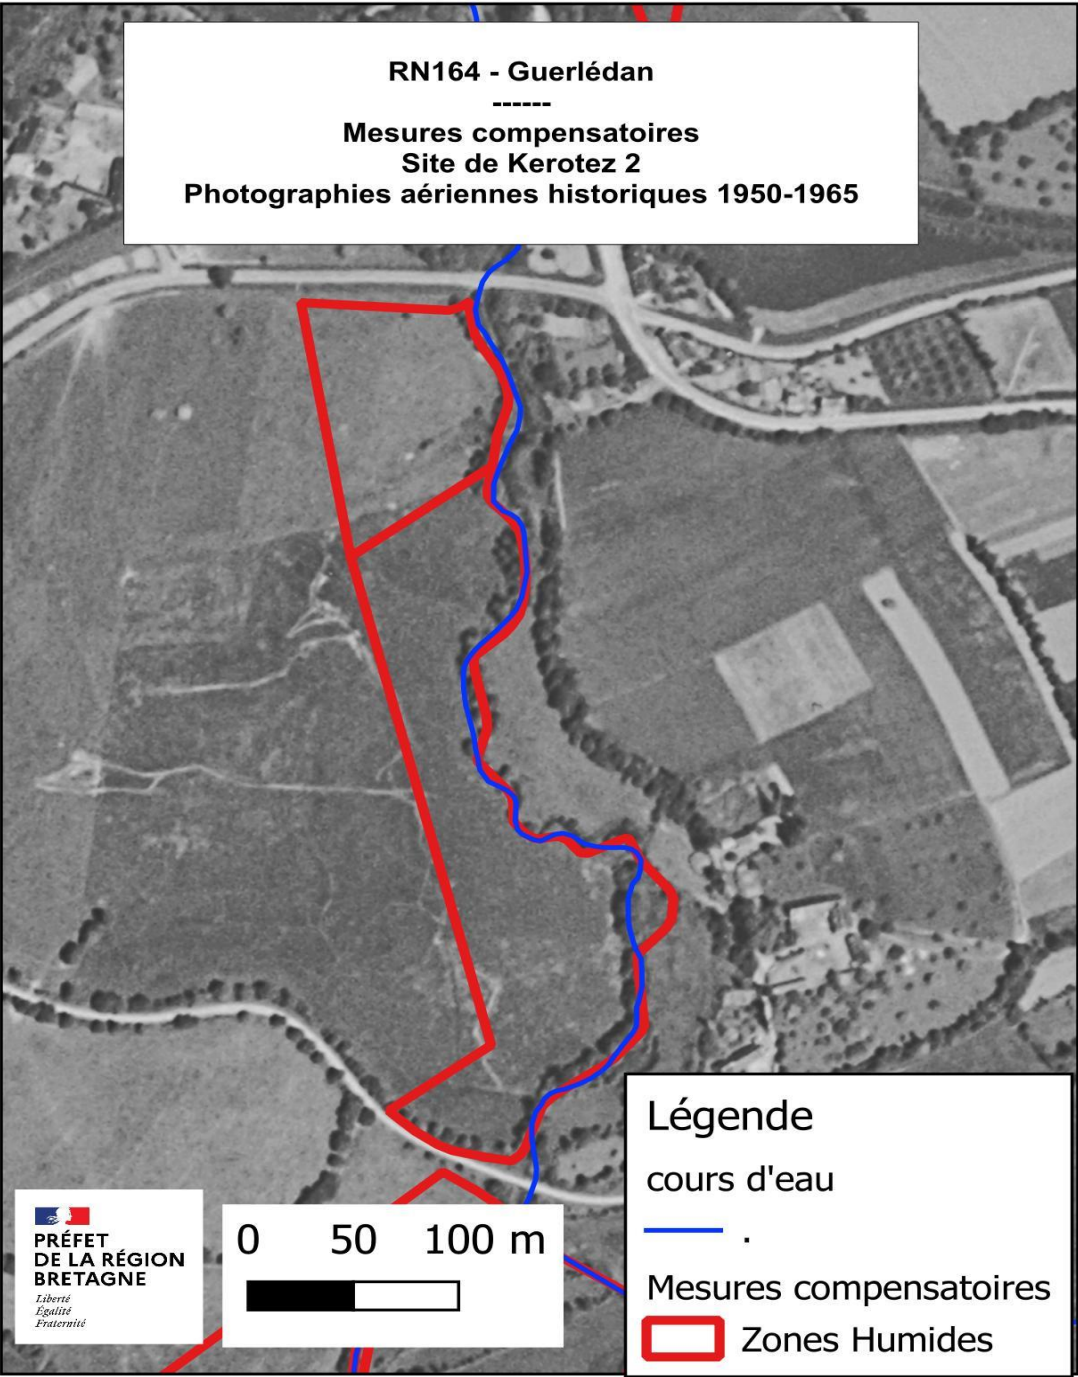 RN164 - Guerlédan
------
Mesures compensatoires
Site de Kerotez 2
Photographies aériennes historiques 1950-1965
Légende
cours d'eau
.
Mesures compensatoires
Zones Humides
PRÉFET
DE LA RÉGION
BRETAGNE
Liberté
Égalité
Fraternité
0 50 100 m